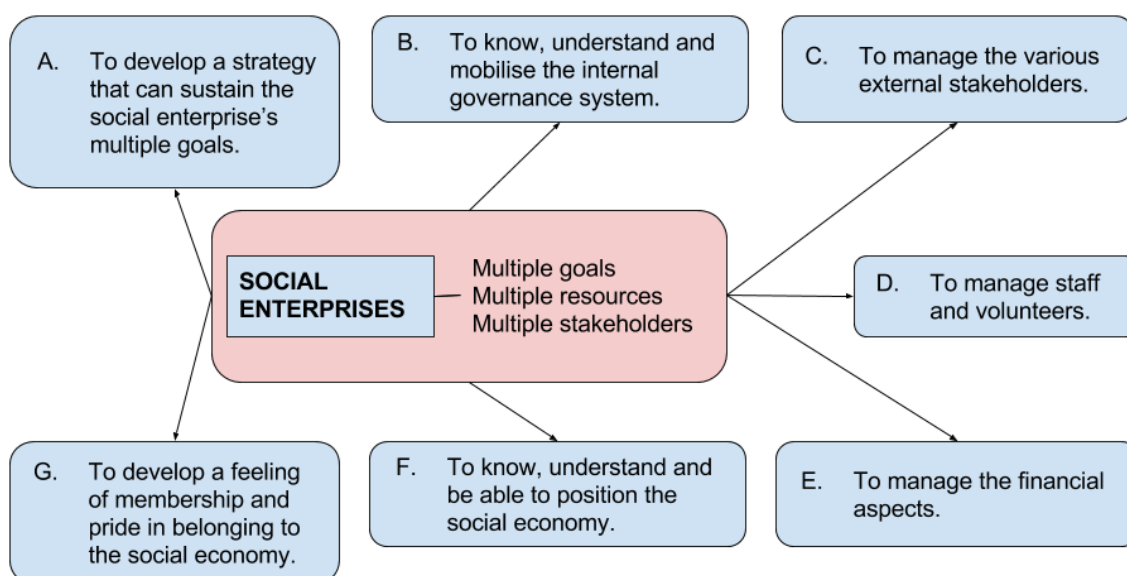 A. To develop a strategy
that can sustain the
social enterprise’s
multiple goals.
B. To know, understand and
mobilise the internal
governance system.
C. To manage the various
external stakeholders.
SOCIAL
ENTERPRISES
Multiple goals
Multiple resources
Multiple stakeholders
D. To manage staff
and volunteers.
G. To develop a feeling
of membership and
pride in belonging to
the social economy.
F. To know, understand and
be able to position the
social economy.
E. To manage the financial
aspects.